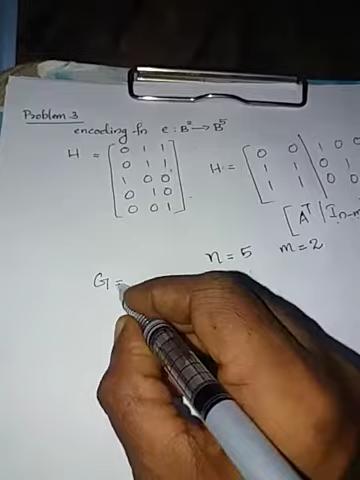 Problem 3
encoding fn e : B² → B⁵
H = [ 0 1 1
0 1 1
1 0 0
0 1 0
0 0 1 ]
H = [ 0 0 | 1 0 0
1 1 | 0 1
1 1 | 0 0
[Aᵀ | In-m
n = 5 m = 2
G =